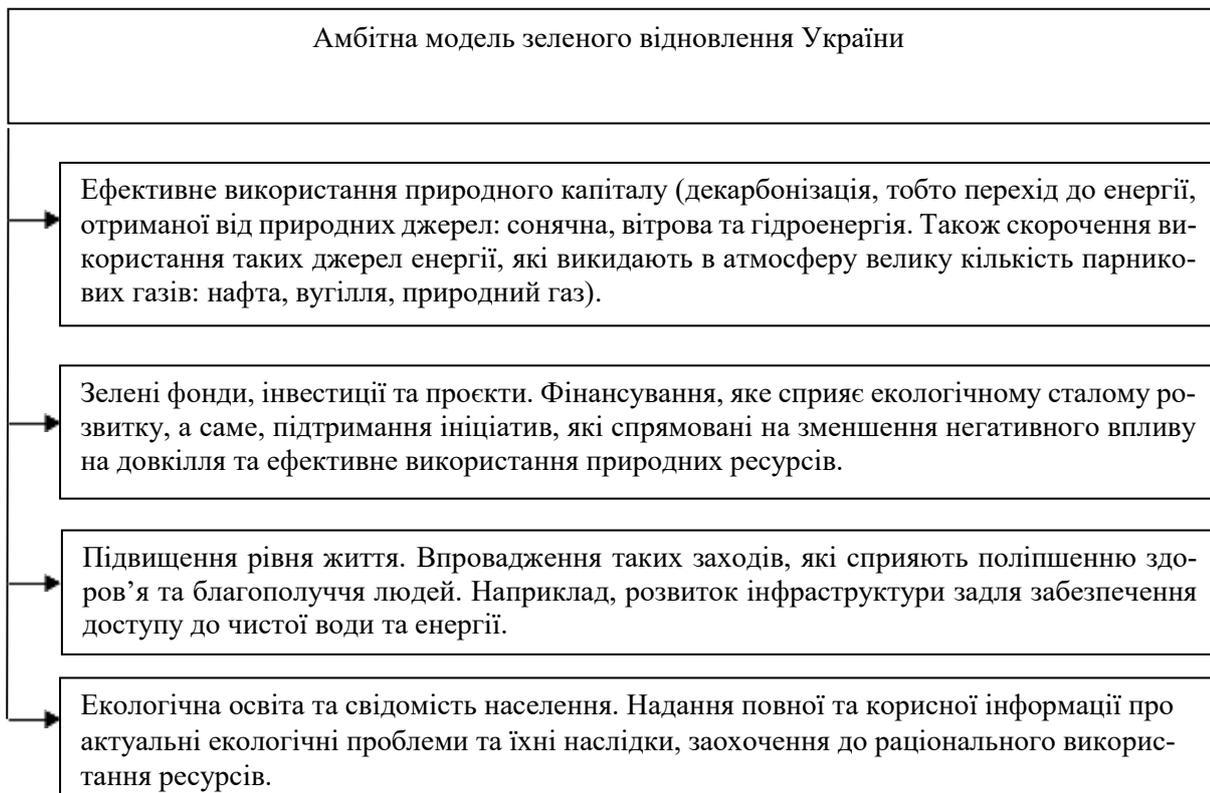 Амбітна модель зеленого відновлення України
Ефективне використання природного капіталу (декарбонізація, тобто перехід до енергії,
отриманої від природних джерел: сонячна, вітрова та гідроенергія. Також скорочення ви-
користання таких джерел енергії, які викидають в атмосферу велику кількість парнико-
вих газів: нафта, вугілля, природний газ).
Зелені фонди, інвестиції та проєкти. Фінансування, яке сприяє екологічному сталому ро-
звитку, а саме, підтримання ініціатив, які спрямовані на зменшення негативного впливу
на довкілля та ефективне використання природних ресурсів.
Підвищення рівня життя. Впровадження таких заходів, які сприяють поліпшенню здо-
ров’я та благополуччя людей. Наприклад, розвиток інфраструктури задля забезпечення
доступу до чистої води та енергії.
Екологічна освіта та свідомість населення. Надання повної та корисної інформації про
актуальні екологічні проблеми та їхні наслідки, заохочення до раціонального викорис-
тання ресурсів.